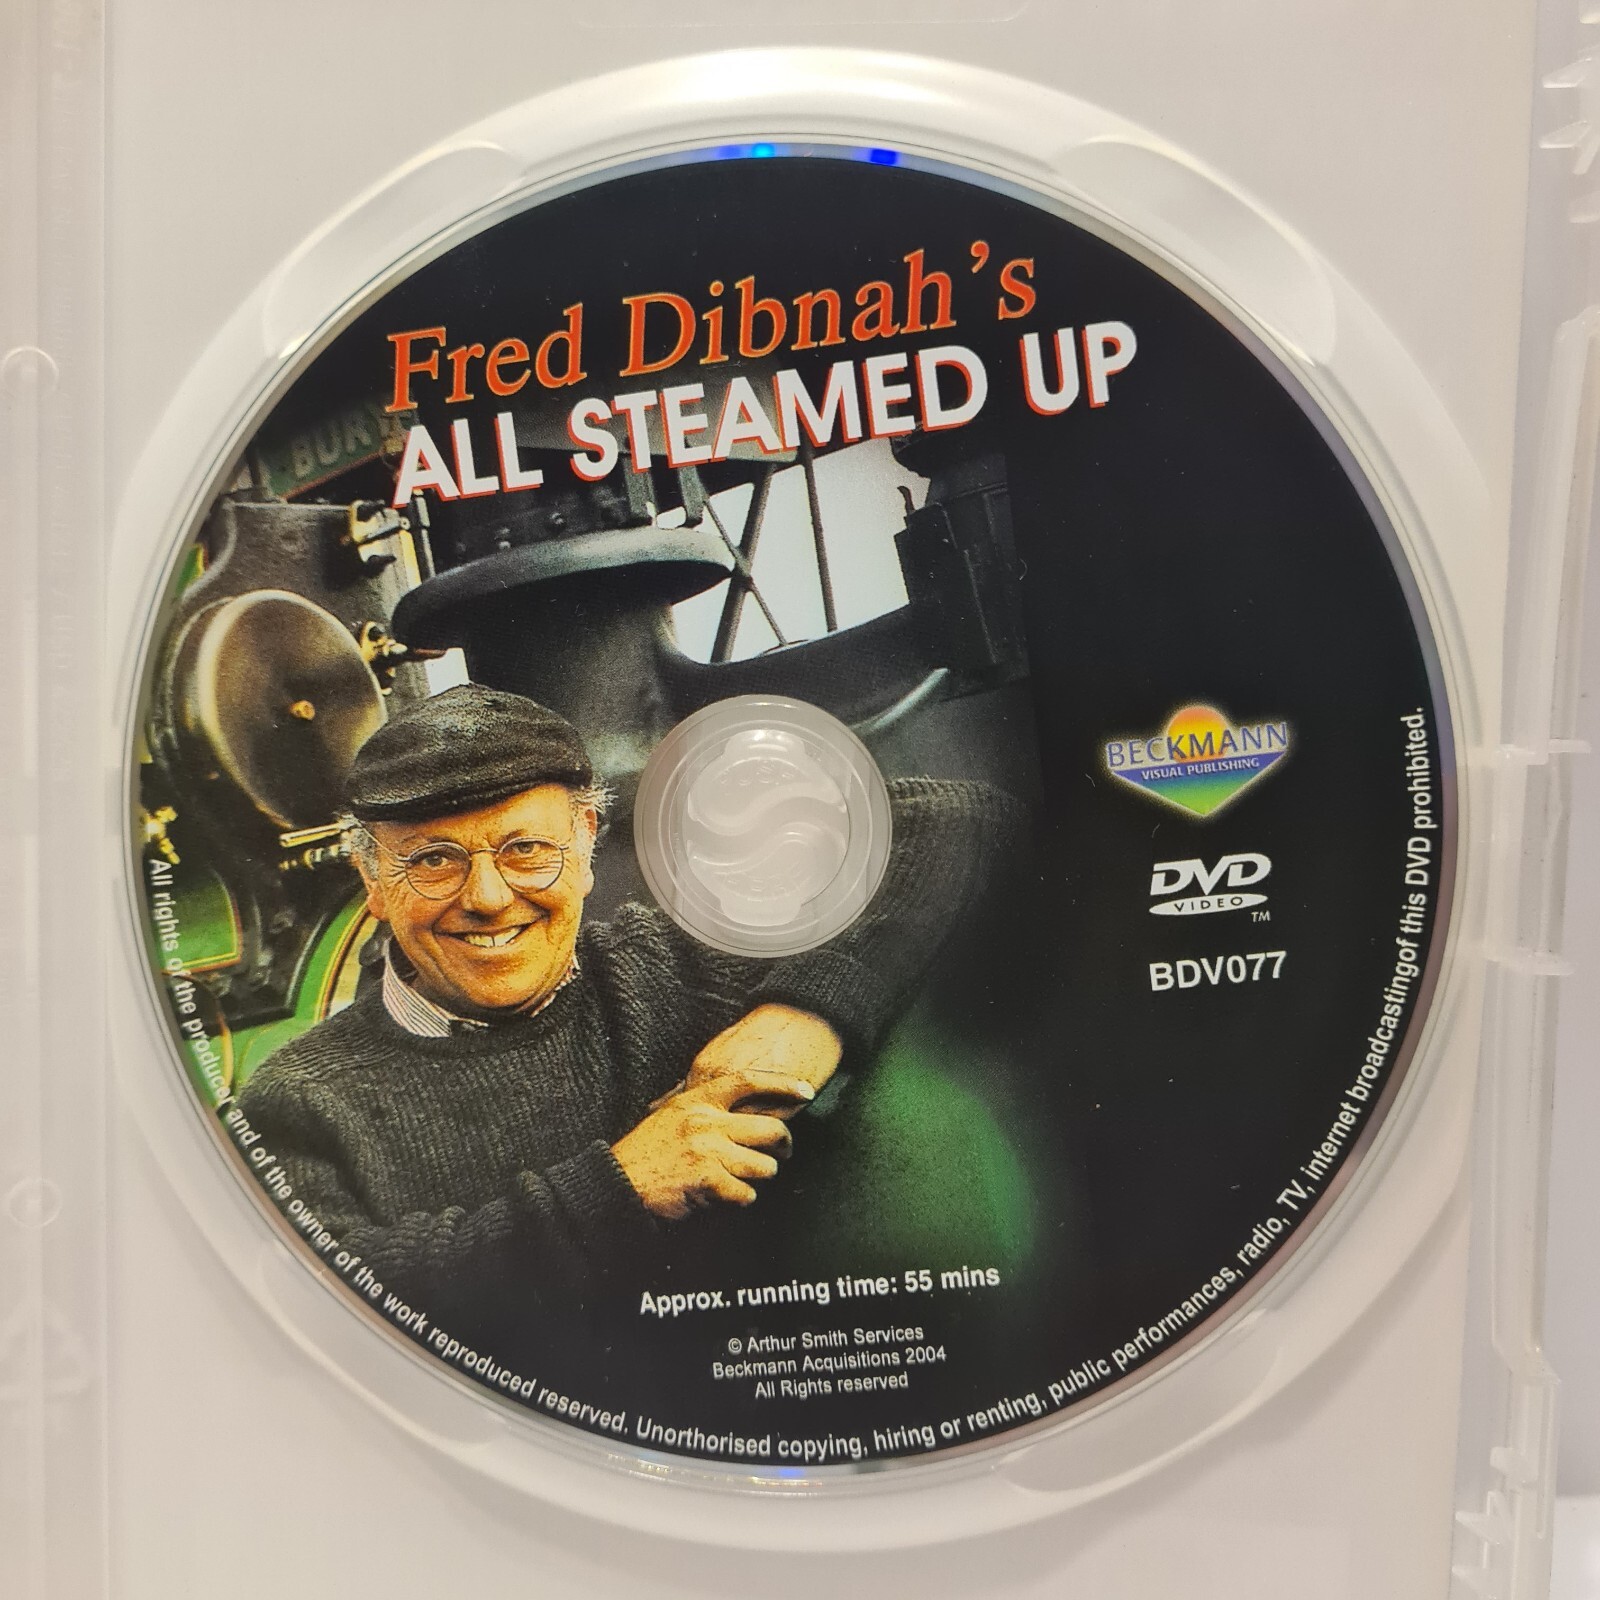 Fred Dibnah's
ALL STEAMED UP
BURY
BECKMANN
VISUAL PUBLISHING
DVD
VIDEO
TM
BDV077
Approx. running time: 55 mins
© Arthur Smith Services
Beckmann Acquisitions 2004
All Rights reserved
All rights of the producer and of the owner of the work reproduced reserved. Unorthorised copying, hiring or renting, public performances, radio, TV, internet broadcastingof this DVD prohibited.